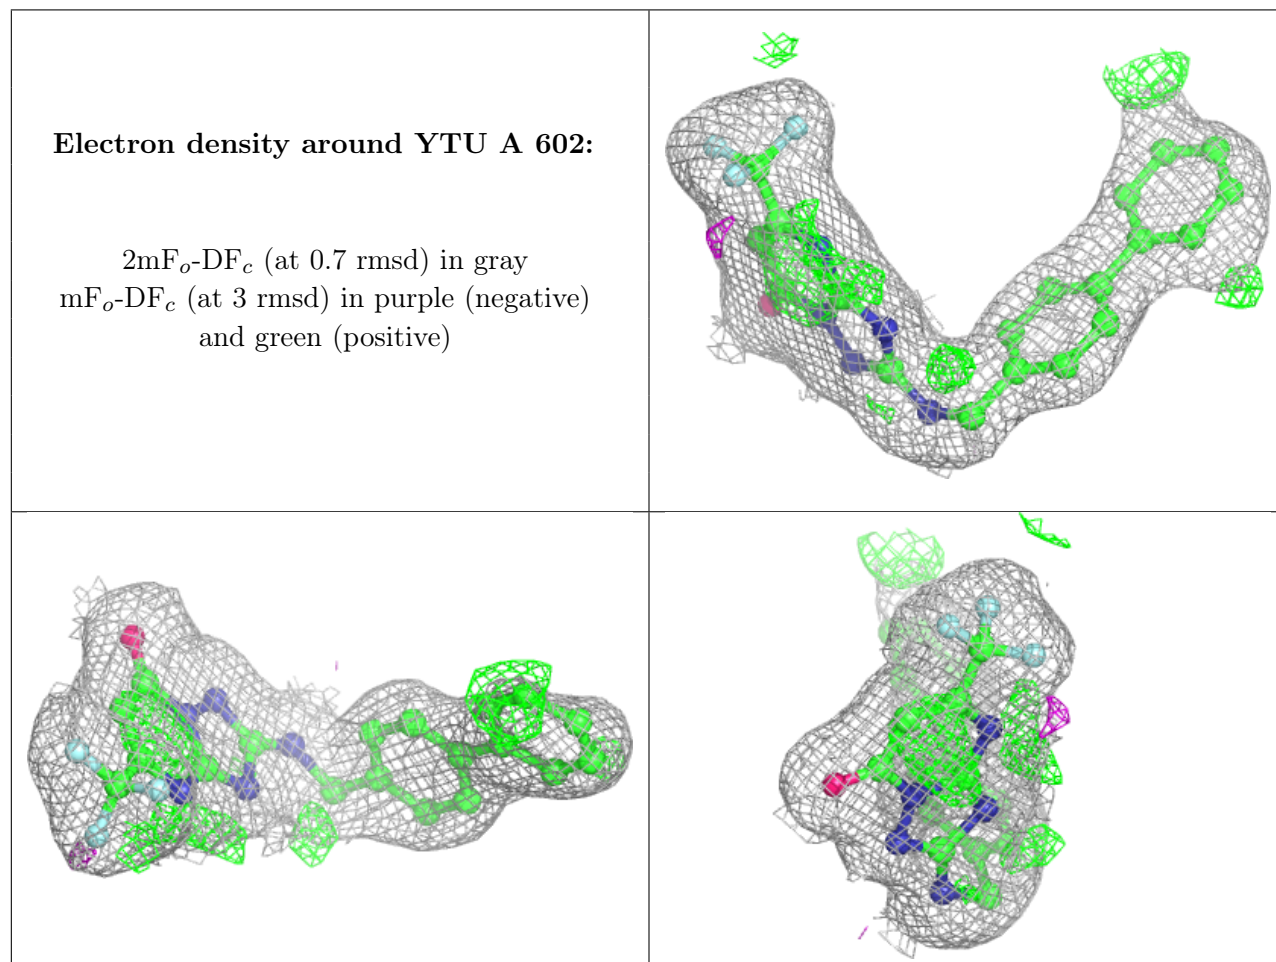 Electron density around YTU A 602:
2mFo-DFc (at 0.7 rmsd) in gray
mFo-DFc (at 3 rmsd) in purple (negative)
and green (positive)